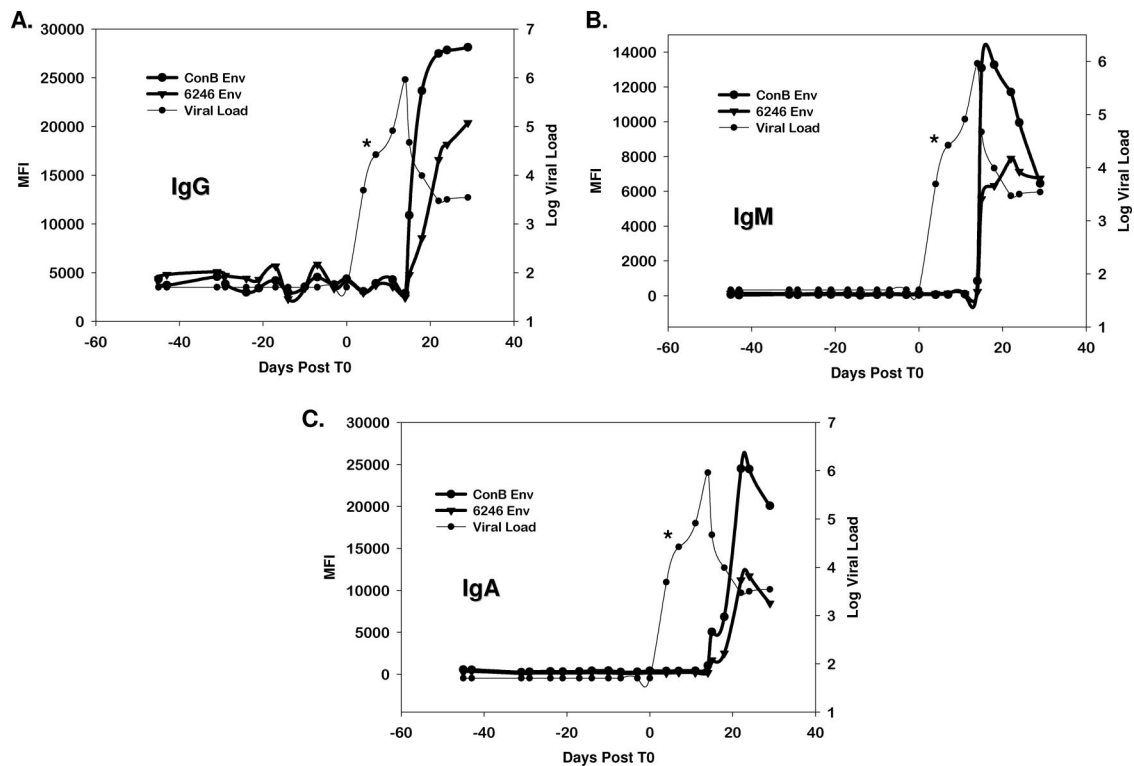 A.
30000
25000
20000
15000
10000
5000
0
MFI
ConB Env
6246 Env
Viral Load
*
IgG
7
6
5
4
3
2
1
Log Viral Load
-60
-40
-20
0
20
40
Days Post T0
B.
14000
12000
10000
8000
6000
4000
2000
0
MFI
ConB Env
6246 Env
Viral Load
*
IgM
6
5
4
3
2
1
Log Viral Load
-60
-40
-20
0
20
40
Days Post T0
C.
30000
25000
20000
15000
10000
5000
0
MFI
ConB Env
6246 Env
Viral Load
*
IgA
7
6
5
4
3
2
1
Log Viral Load
-60
-40
-20
0
20
40
Days Post T0